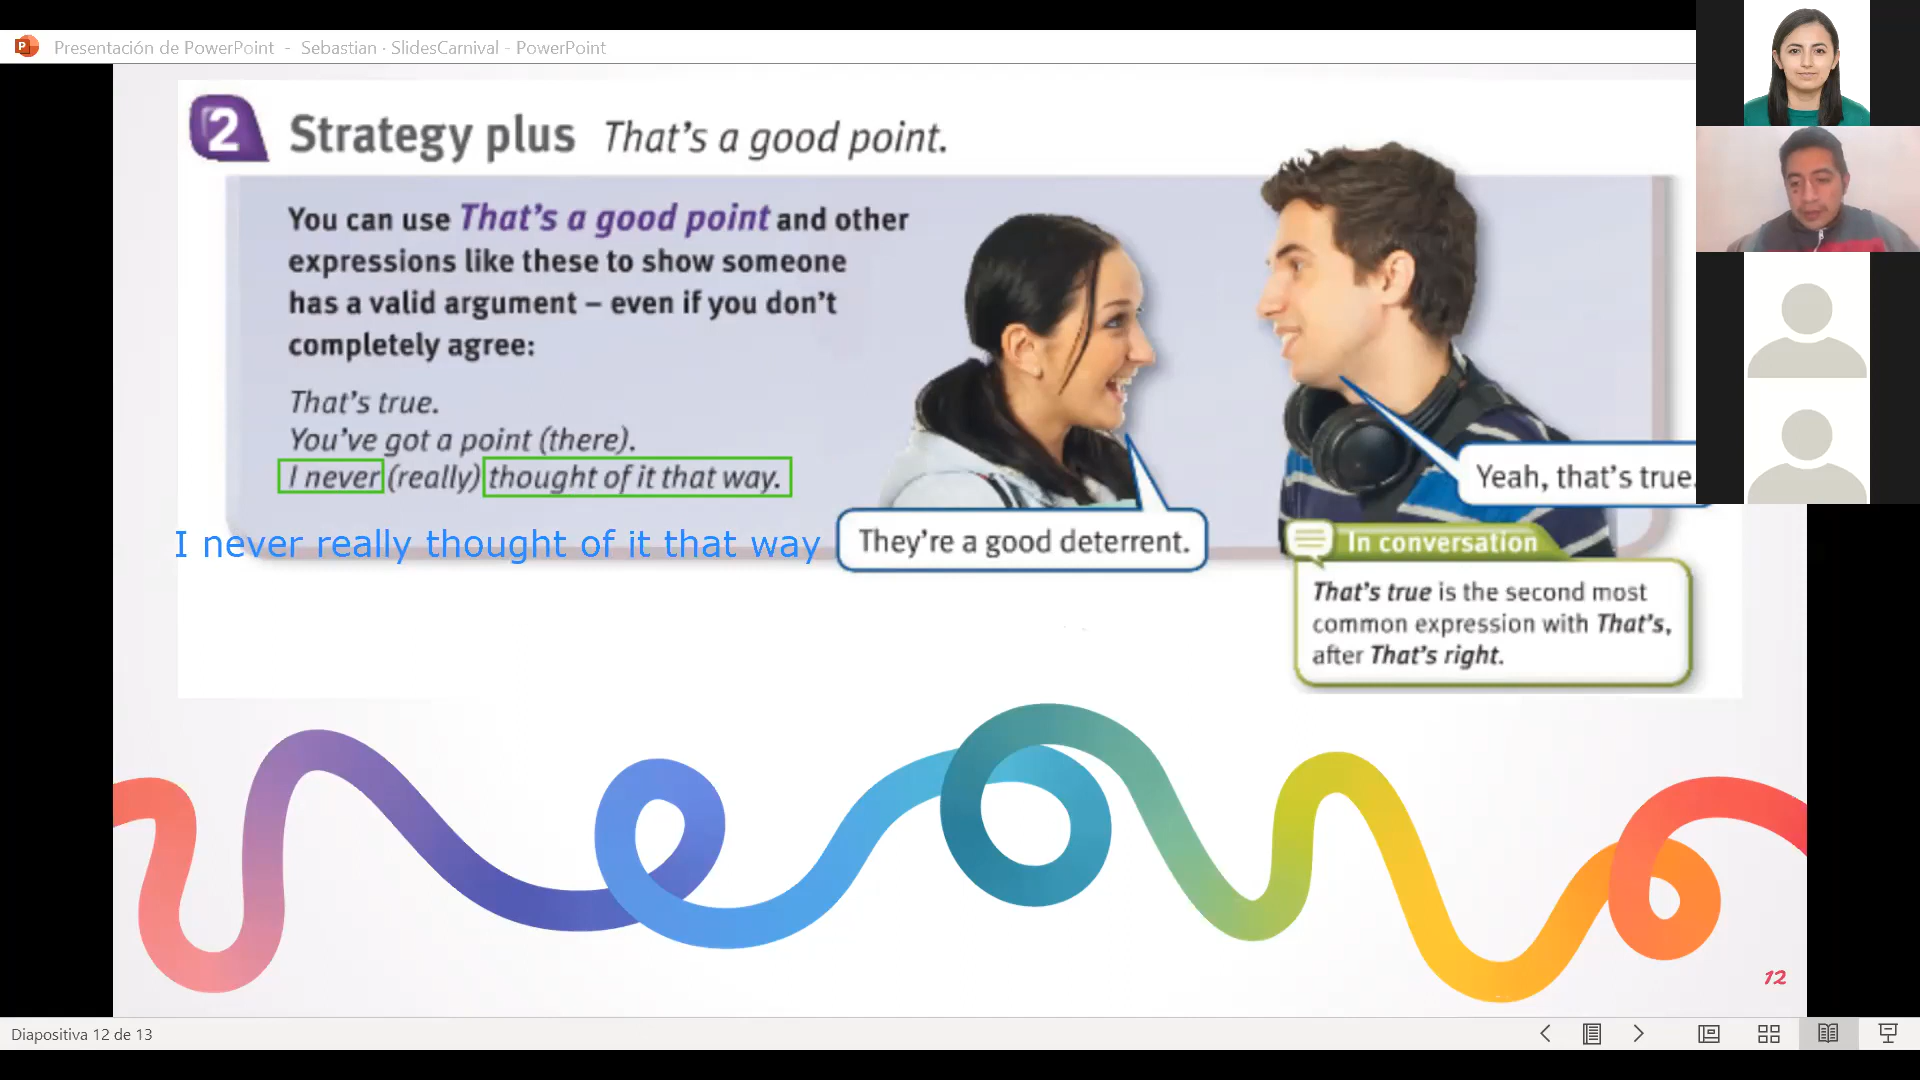 Presentación de PowerPoint - Sebastian · SlidesCarnival - PowerPoint
2 Strategy plus That's a good point.
You can use That's a good point and other
expressions like these to show someone
has a valid argument – even if you don't
completely agree:
That's true.
You've got a point (there).
I never (really) thought of it that way.
I never really thought of it that way
They're a good deterrent.
Yeah, that's true.
In conversation
That's true is the second most
common expression with That's,
after That's right.
12
Diapositiva 12 de 13